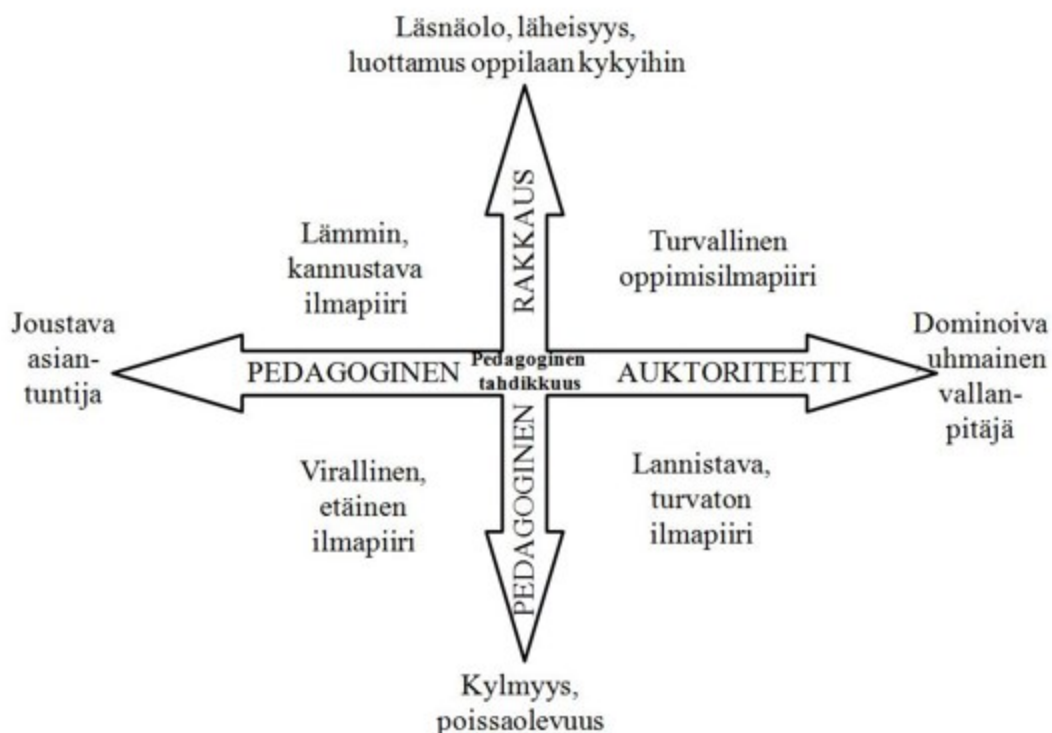 Läsnäolo, läheisyys,
luottamus oppilaan kykyihin
RAKKAUS
Lämmin,
kannustava
ilmapiiri
Turvallinen
oppimisilmapiiri
Joustava
asian-
tuntija
PEDAGOGINEN
Pedagoginen
tahdikkuus
AUKTORITEETTI
Dominoiva
uhmainen
vallan-
pitäjä
PEDAGOGINEN
Virallinen,
etäinen
ilmapiiri
Lannistava,
turvaton
ilmapiiri
Kylmyys,
poissaolevuus